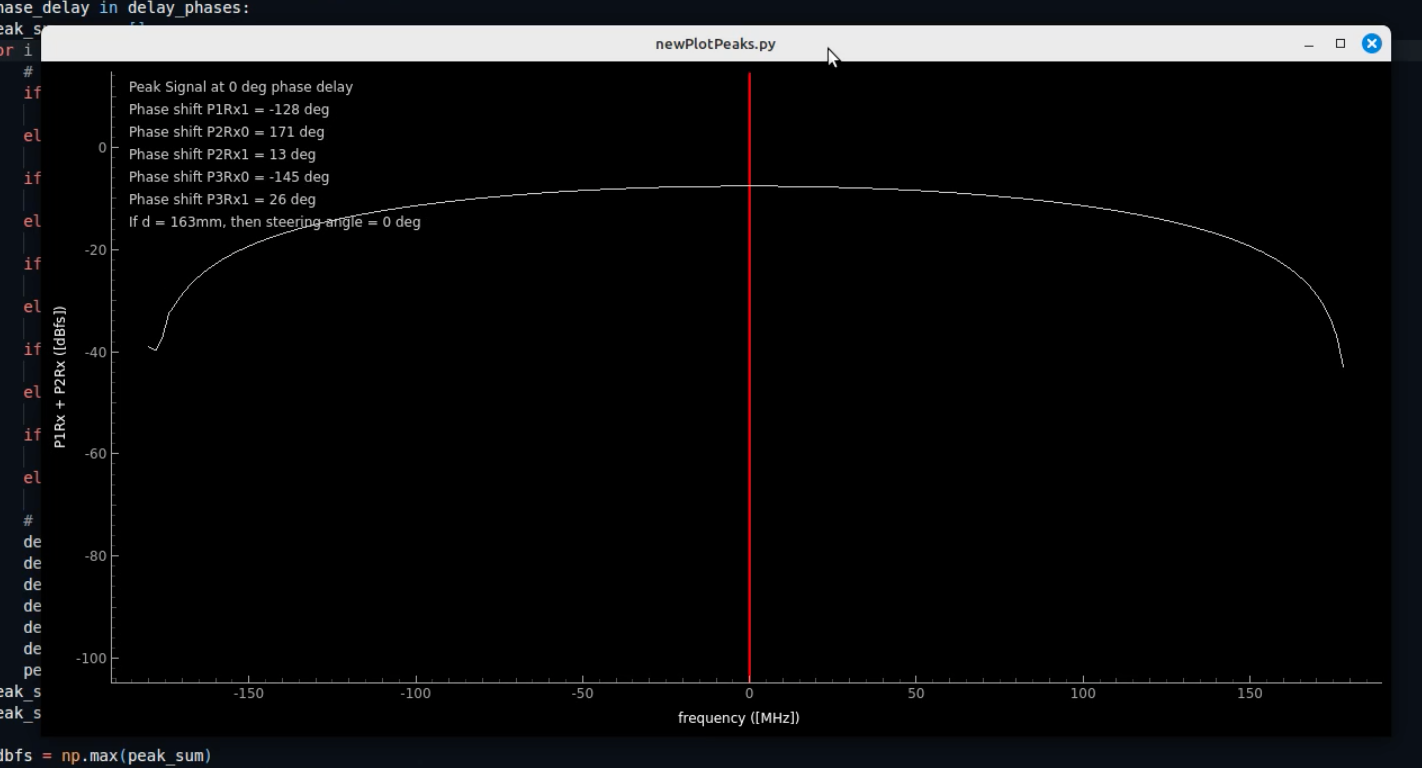 hase_delay in delay_phases:
eak_s
or i
newPlotPeaks.py
#
if
el
if
el
if
el
if
el
if
el
#
de
de
de
de
de
de
pe
eak_s
eak_s
dbfs = np.max(peak_sum)
Peak Signal at 0 deg phase delay
Phase shift P1Rx1 = -128 deg
Phase shift P2Rx0 = 171 deg
Phase shift P2Rx1 = 13 deg
Phase shift P3Rx0 = -145 deg
Phase shift P3Rx1 = 26 deg
If d = 163mm, then steering angle = 0 deg
P1Rx + P2Rx ([dBfs])
0
-20
-40
-60
-80
-100
-150 -100 -50 0 50 100 150
frequency ([MHz])